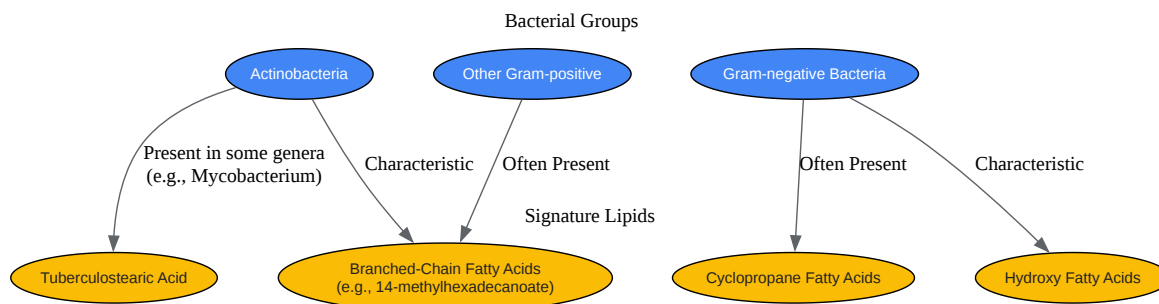 Bacterial Groups
Actinobacteria
Other Gram-positive
Gram-negative Bacteria
Present in some genera
(e.g., Mycobacterium)
Characteristic
Often Present
Often Present
Characteristic
Signature Lipids
Tuberculostearic Acid
Branched-Chain Fatty Acids
(e.g., 14-methylhexadecanoate)
Cyclopropane Fatty Acids
Hydroxy Fatty Acids